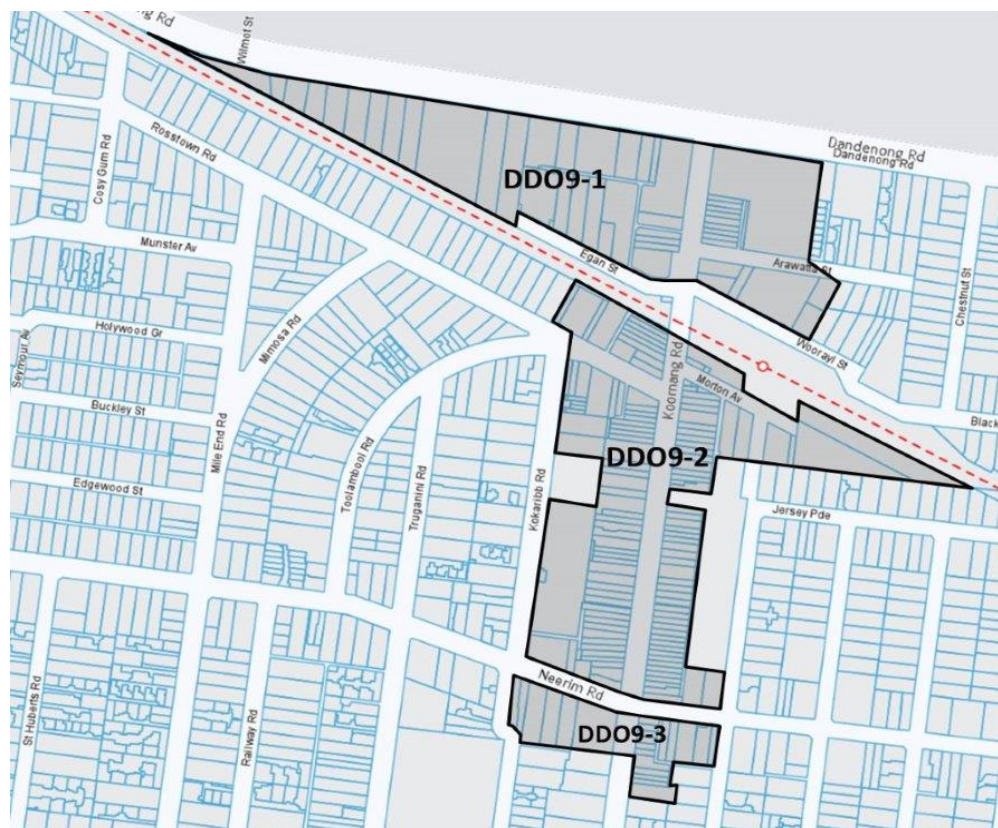 ng Rd
Wilmot St
Dandenong Rd
Dandenong Rd
Rosstown Rd
Cosy Gum Rd
DDO9-1
Munster Av
Egan St
Arawatta St
Chestnut St
Holywood Gr
Mimosa Rd
Seymour Av
Woorayl St
Koornang Rd
Morton Av
Buckley St
Black
Mile End Rd
Toolambool Rd
Truganini Rd
Kokaribb Rd
DDO9-2
Edgewood St
Jersey Pde
Neerim Rd
St Huberts Rd
Railway Rd
DDO9-3